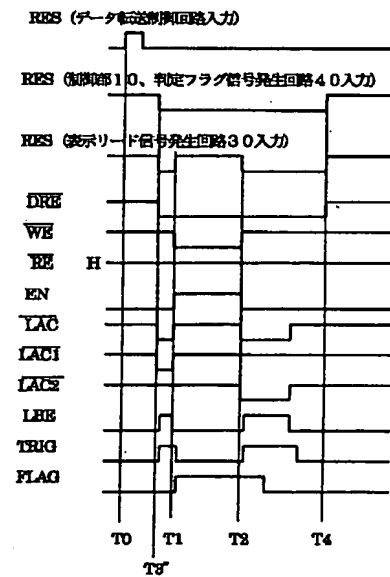 RES (データ転送制御回路入力)
RES (制御部10、判定フラグ信号発生回路40入力)
RES (表示リード信号発生回路30入力)
DRE
WE
RE H
EN
LAC
LAC1
LAC2
LBE
TRIG
FLAG
T0 T1 T2 T4
T3"